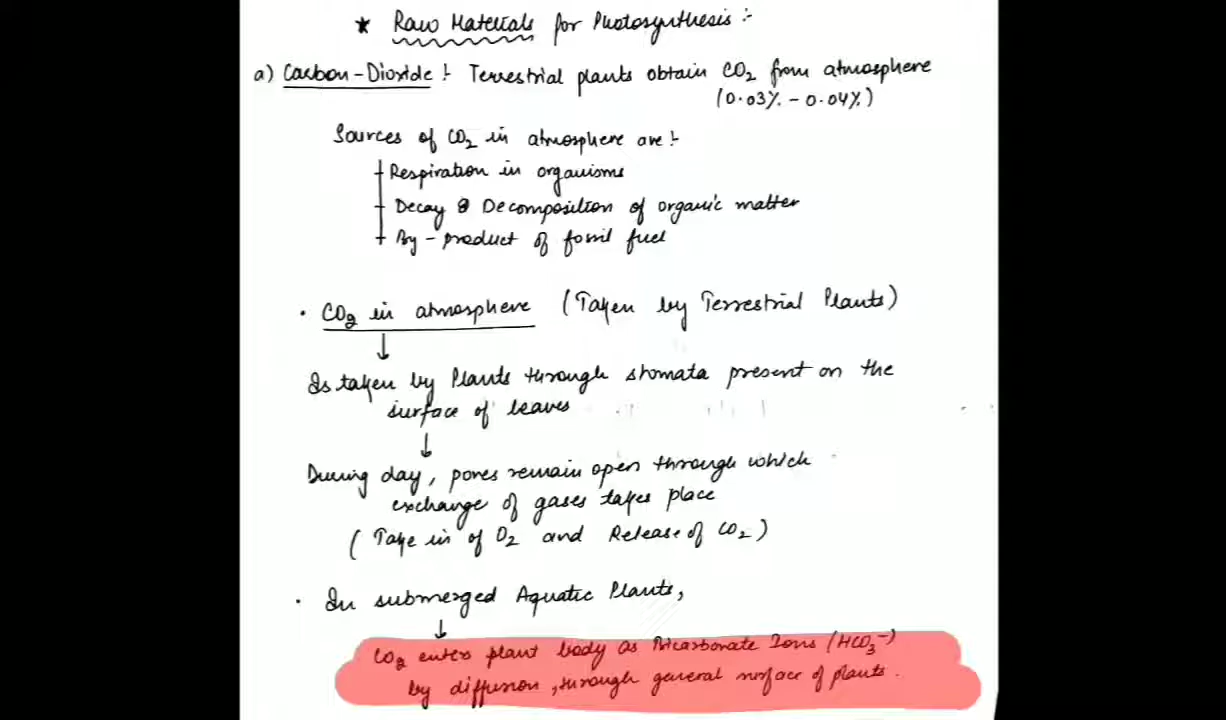 * Raw Materials for Photosynthesis :-
a) Carbon-Dioxide :- Terrestrial plants obtain CO2 from atmosphere
(0.03% - 0.04%)
Sources of CO2 in atmosphere are :-
Respiration in organisms
Decay & Decomposition of organic matter
By-product of fossil fuel
• CO2 in atmosphere (Taken by Terrestrial Plants)
↓
Is taken by Plants through stomata present on the
surface of leaves
↓
During day, pores remain open through which
exchange of gases takes place
(Take in of O2 and Release of CO2)
• In submerged Aquatic Plants,
↓
CO2 enters plant body as Bicarbonate Ions (HCO3-)
by diffusion, through general surface of plants.